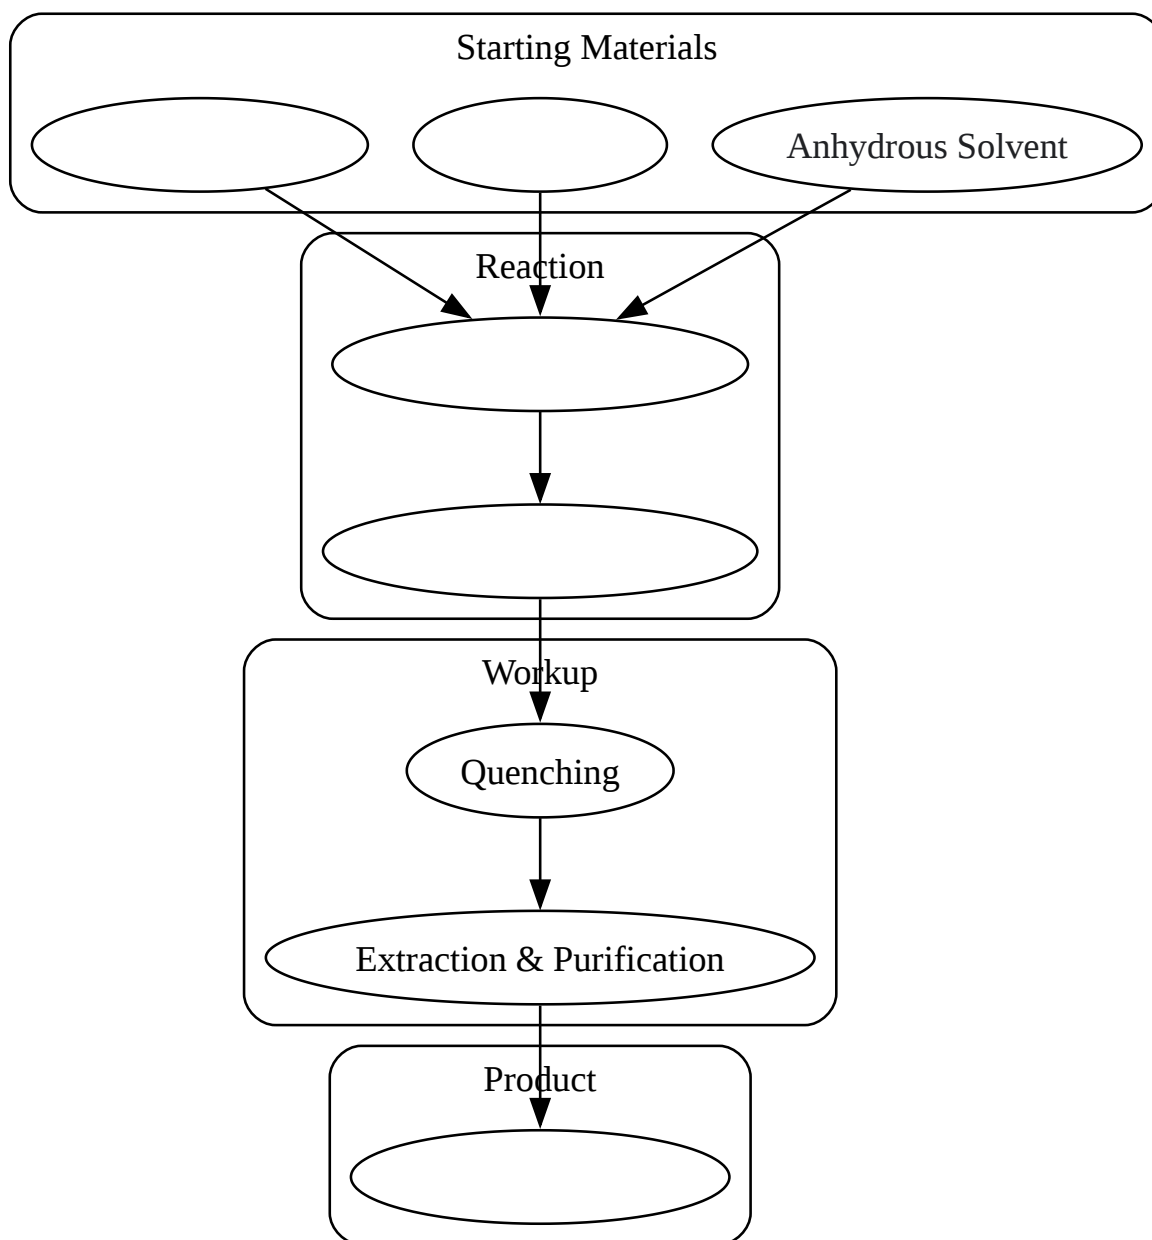 Starting Materials
Anhydrous Solvent
Reaction
Workup
Quenching
Extraction & Purification
Product